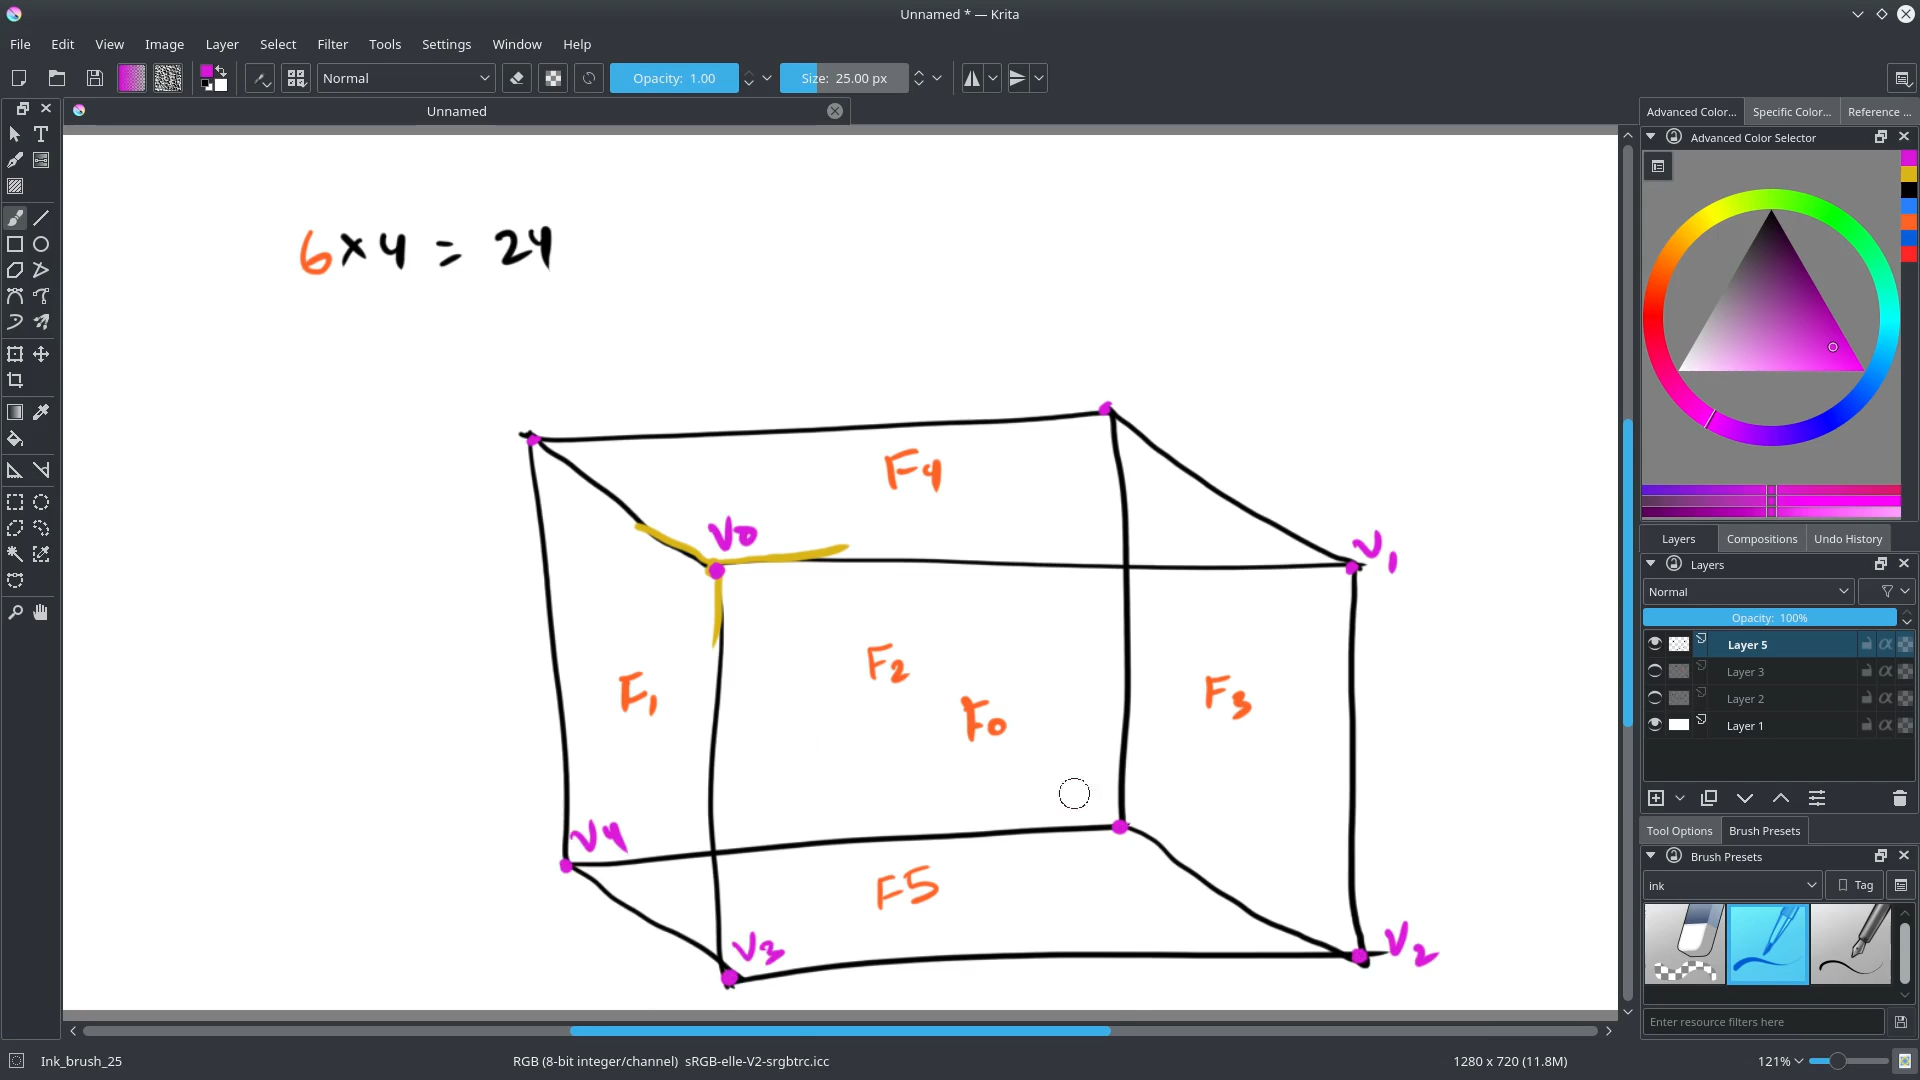 Unnamed * — Krita
File Edit View Image Layer Select Filter Tools Settings Window Help
Normal Opacity: 1.00 Size: 25.00 px
Unnamed
Advanced Color... Specific Color... Reference ...
Advanced Color Selector
6x4 = 24
F4
V0
V1
F1
F2
F0
F3
V4
F5
V3
V2
Layers Compositions Undo History
Layers
Normal
Opacity: 100%
Layer 5
Layer 3
Layer 2
Layer 1
Tool Options Brush Presets
Brush Presets
ink Tag
Enter resource filters here
Ink_brush_25 RGB (8-bit integer/channel) sRGB-elle-V2-srgbtrc.icc 1280 x 720 (11.8M) 121%